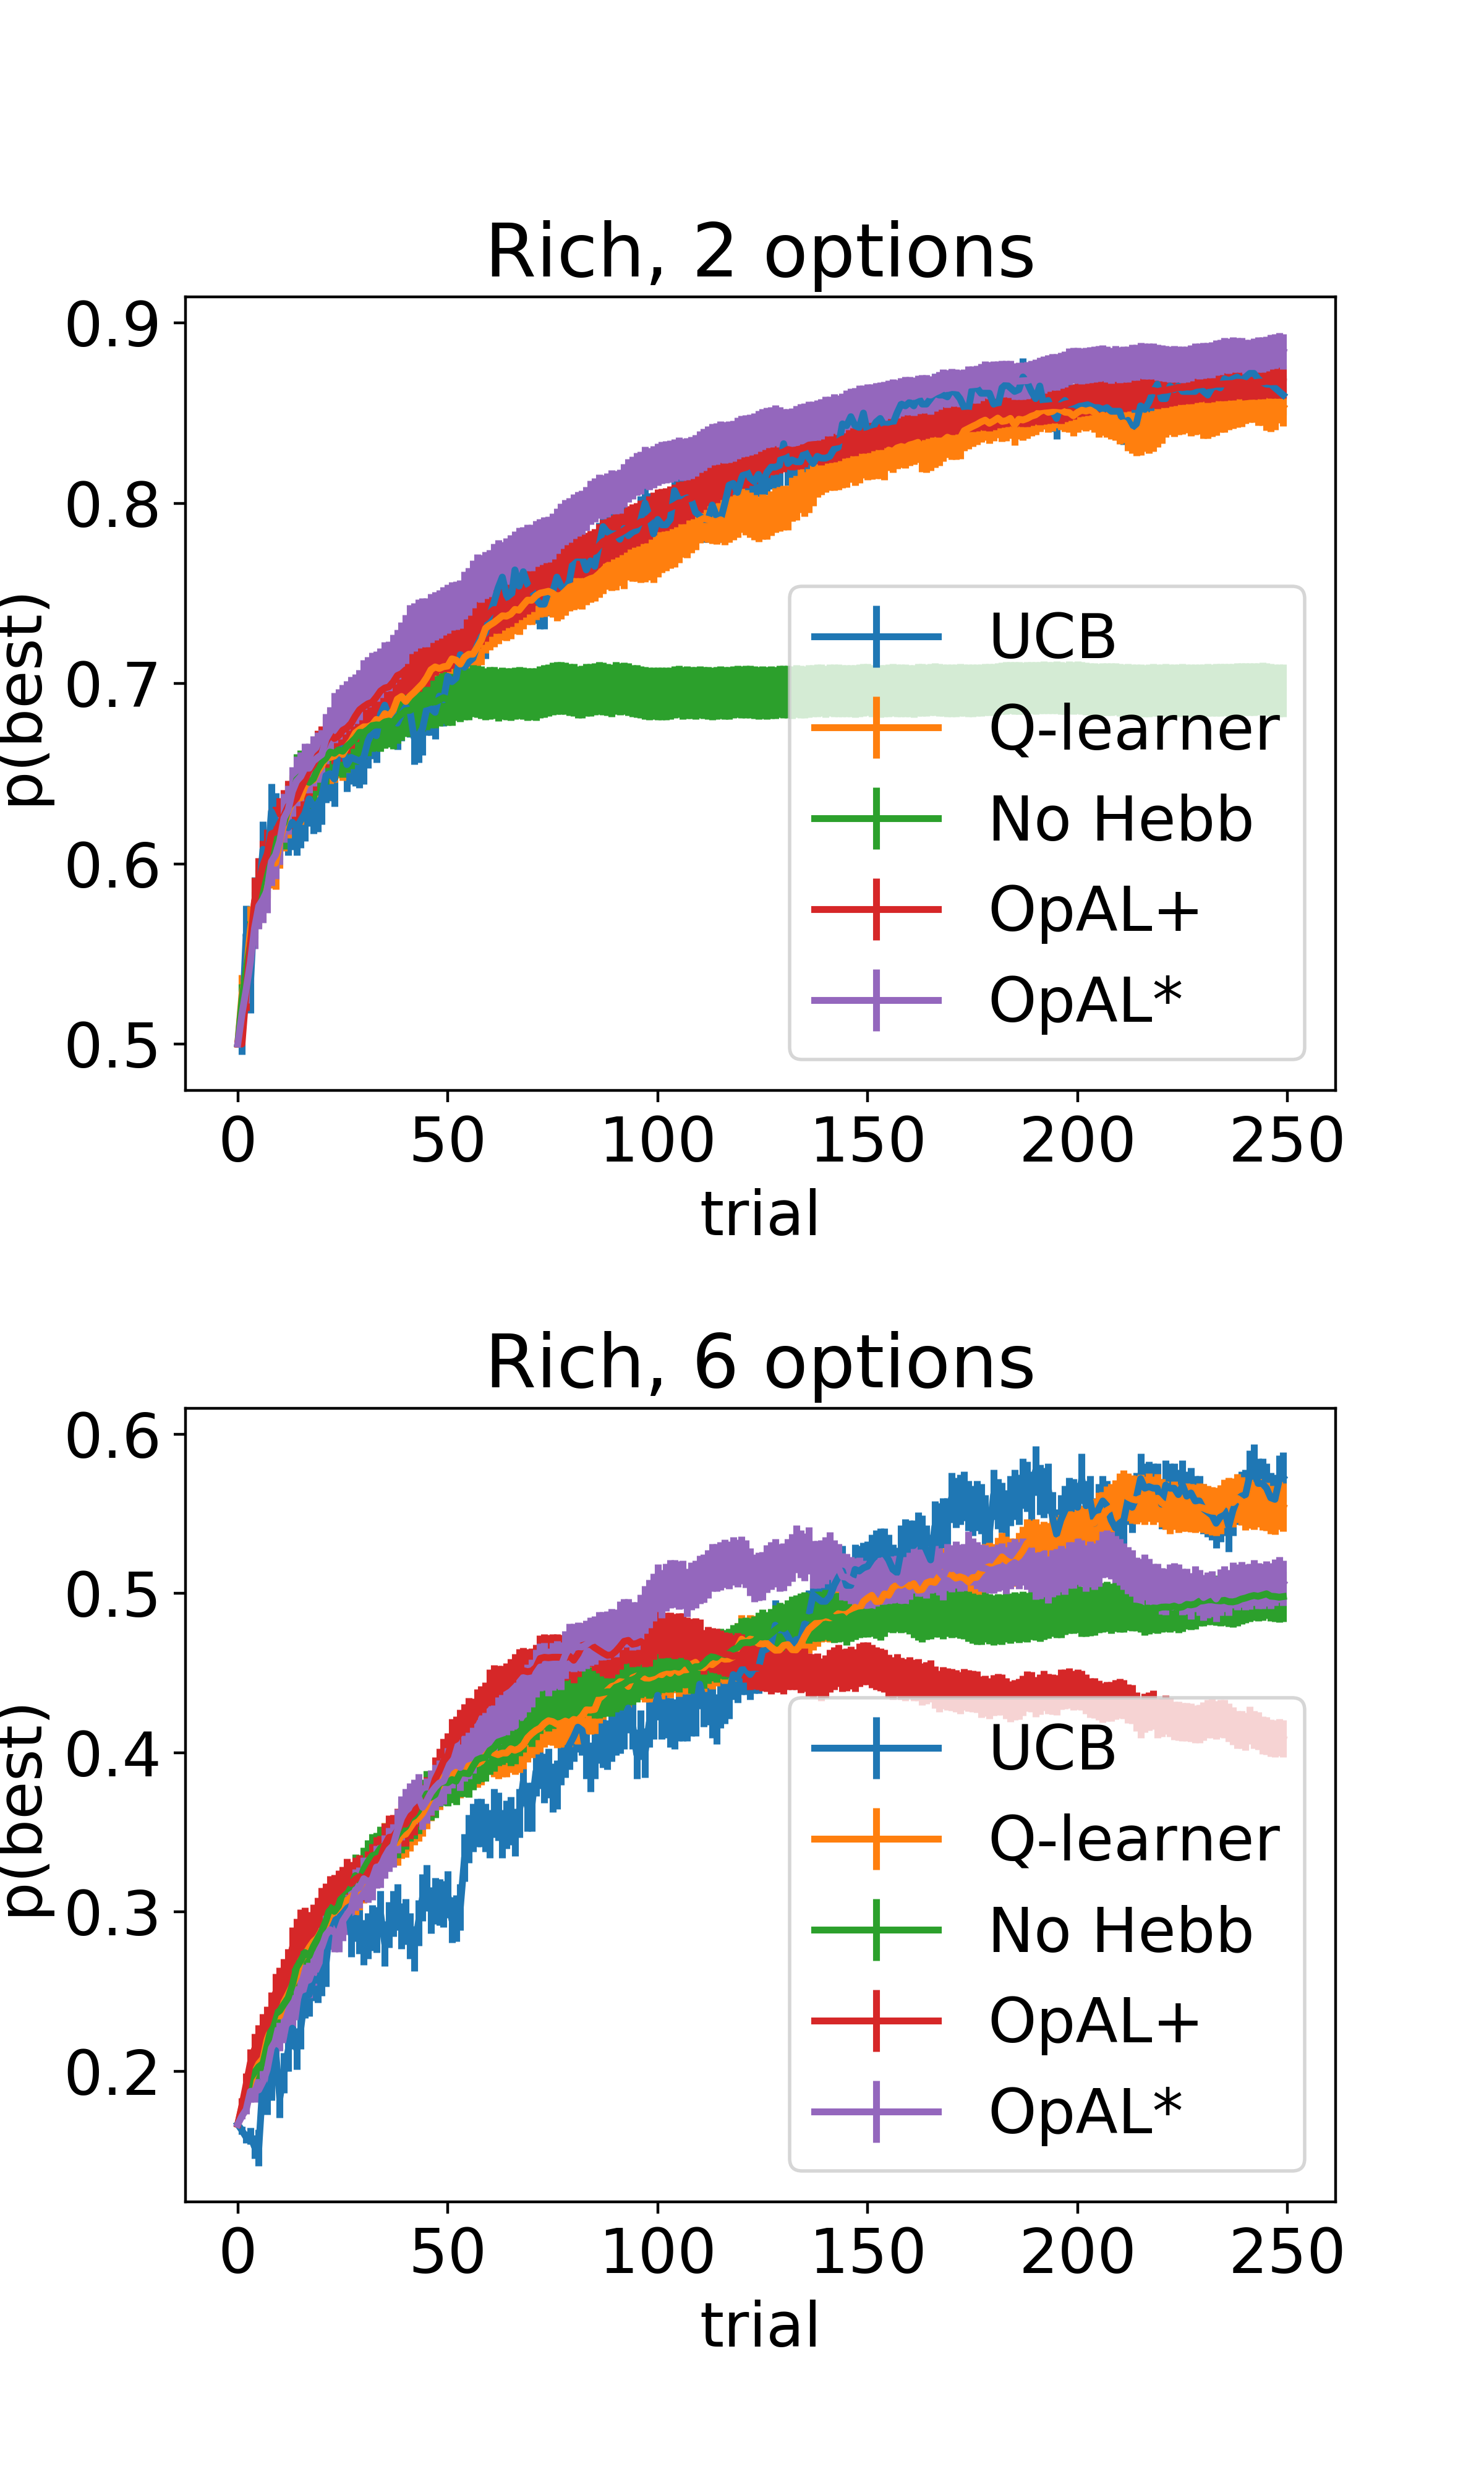 Rich, 2 options
0.9
0.8
0.7
0.6
0.5
p(best)
UCB
Q-learner
No Hebb
OpAL+
OpAL*
0 50 100 150 200 250
trial
Rich, 6 options
0.6
0.5
0.4
0.3
0.2
p(best)
UCB
Q-learner
No Hebb
OpAL+
OpAL*
0 50 100 150 200 250
trial